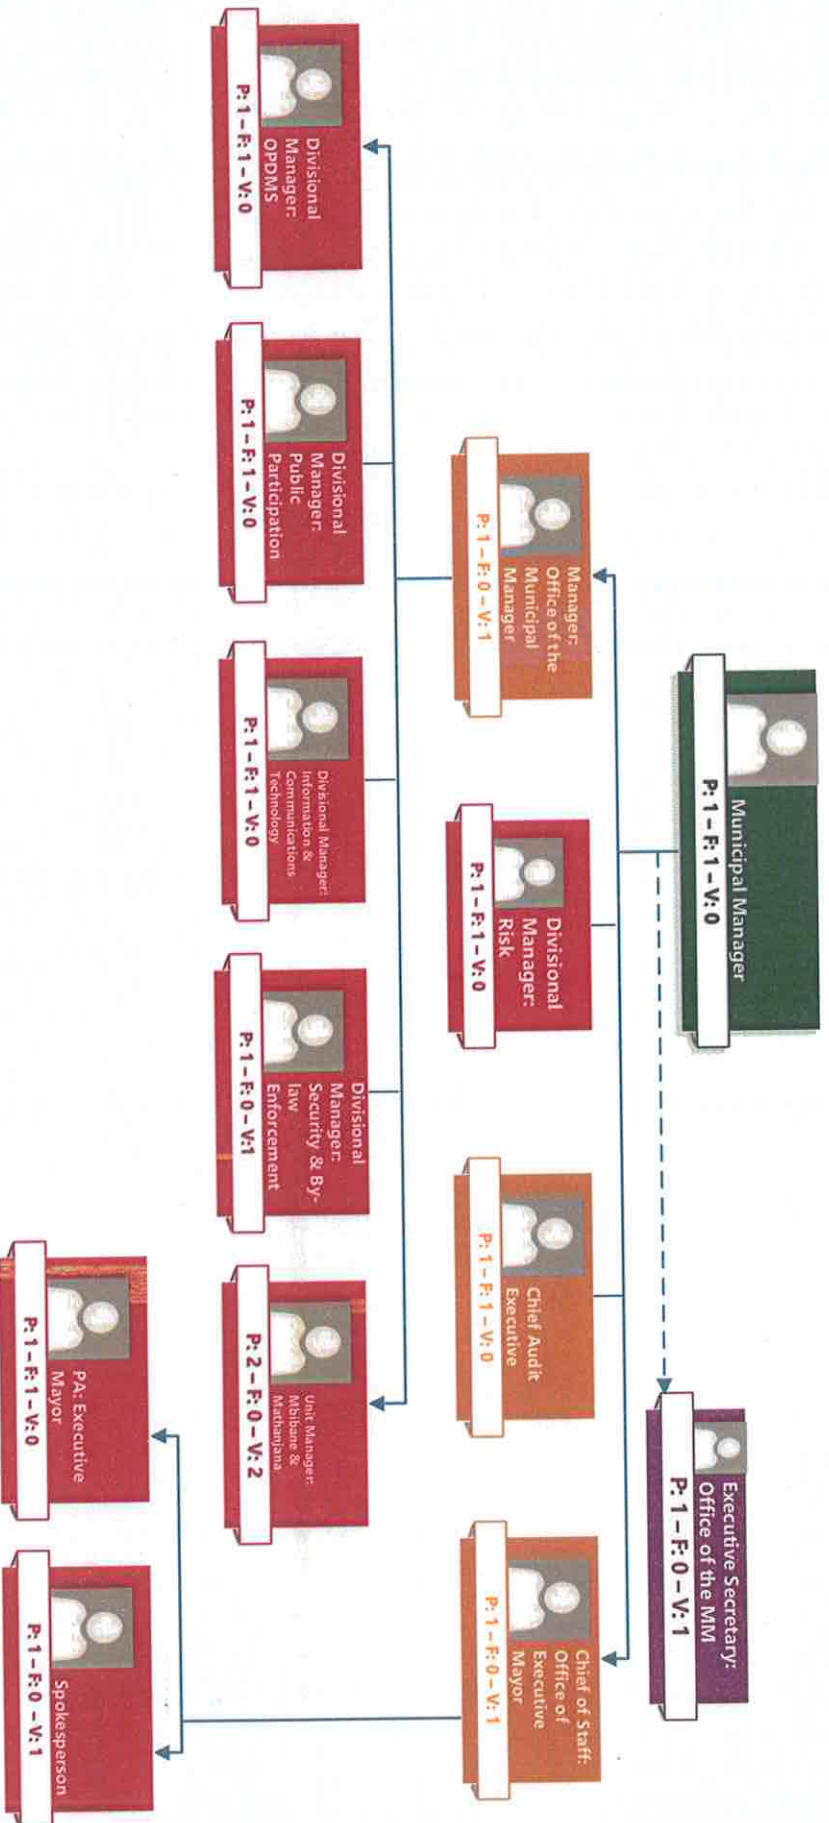 Municipal Manager
P: 1 – F: 1 – V: 0
Executive Secretary:
Office of the MM
P: 1 – F: 0 – V: 1
Manager:
Office of the
Municipal
Manager
P: 1 – F: 0 – V: 1
Divisional
Manager:
Risk
P: 1 – F: 1 – V: 0
Chief Audit
Executive
P: 1 – F: 1 – V: 0
Chief of Staff:
Office of
Executive
Mayor
P: 1 – F: 0 – V: 1
Divisional
Manager:
OPDMS
P: 1 – F: 1 – V: 0
Divisional
Manager:
Public
Participation
P: 1 – F: 1 – V: 0
Divisional Manager:
Information &
Communications
Technology
P: 1 – F: 1 – V: 0
Divisional
Manager:
Security & By-
law
Enforcement
P: 1 – F: 0 – V:1
Unit Manager:
Mbibane &
Mathanjana
P: 2 – F: 0 – V: 2
PA: Executive
Mayor
P: 1 – F: 1 – V: 0
Spokesperson
P: 1 – F: 0 – V: 1